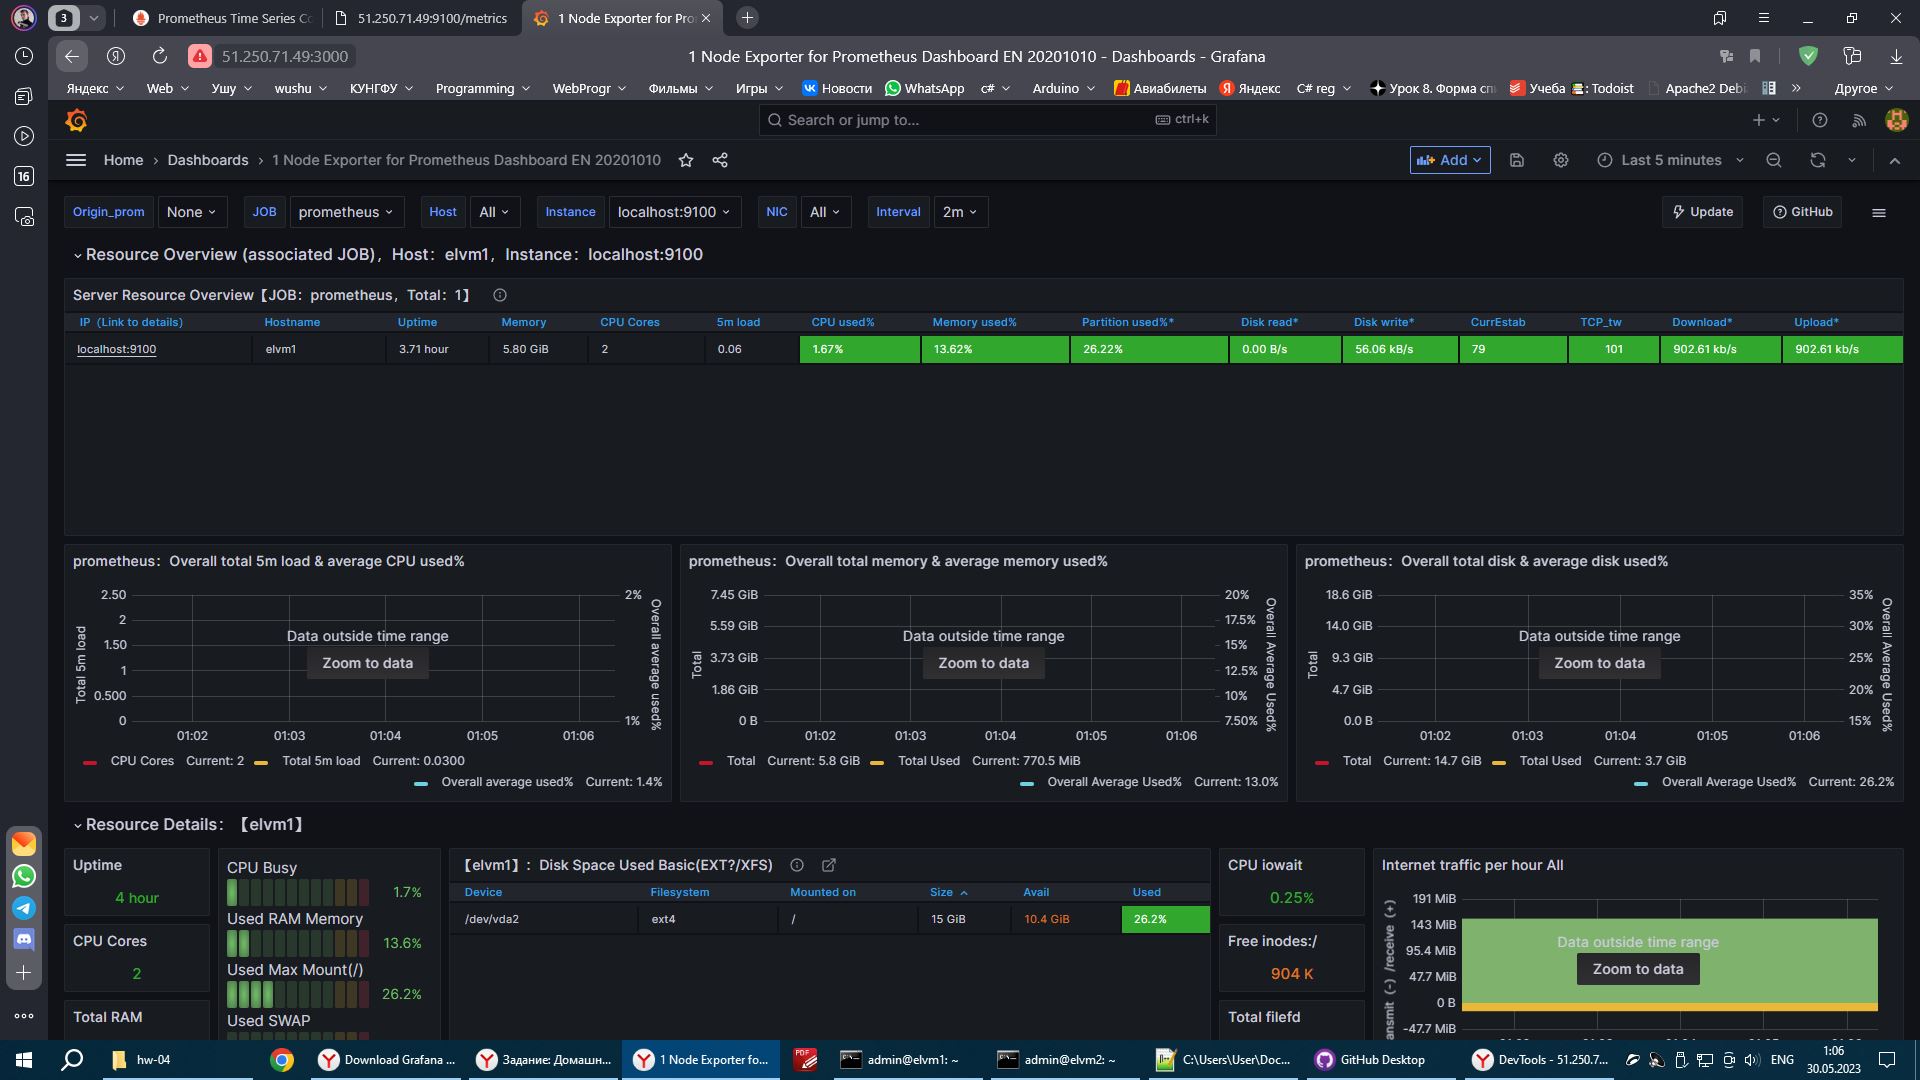 3
Prometheus Time Series Co
51.250.71.49:9100/metrics
1 Node Exporter for Pro
51.250.71.49:3000
1 Node Exporter for Prometheus Dashboard EN 20201010 - Dashboards - Grafana
Яндекс Web Ушу wushu КУНГФУ Programming WebProgr Фильмы Игры Новости WhatsApp c# Arduino Авиабилеты Яндекс C# reg Урок 8. Форма Учеба Todoist Apache2 Deb » Другое
16
Search or jump to... ctrl+k
Home › Dashboards › 1 Node Exporter for Prometheus Dashboard EN 20201010
Add Last 5 minutes
Origin_prom None JOB prometheus Host All Instance localhost:9100 NIC All Interval 2m Update GitHub
Resource Overview (associated JOB)，Host：elvm1，Instance：localhost:9100
Server Resource Overview【JOB：prometheus，Total：1】
IP（Link to details) Hostname Uptime Memory CPU Cores 5m load CPU used% Memory used% Partition used%* Disk read* Disk write* CurrEstab TCP_tw Download* Upload*
localhost:9100 elvm1 3.71 hour 5.80 GiB 2 0.06 1.67% 13.62% 26.22% 0.00 B/s 56.06 kB/s 79 101 902.61 kb/s 902.61 kb/s
prometheus：Overall total 5m load & average CPU used%
Total 5m load
2.50
2
1.50
1
0.500
0
2%
1%
Overall average used%
Data outside time range
Zoom to data
01:02 01:03 01:04 01:05 01:06
CPU Cores Current: 2 Total 5m load Current: 0.0300
Overall average used% Current: 1.4%
prometheus：Overall total memory & average memory used%
Total
7.45 GiB
5.59 GiB
3.73 GiB
1.86 GiB
0 B
20%
17.5%
15%
12.5%
10%
7.50%
Overall Average Used%
Data outside time range
Zoom to data
01:02 01:03 01:04 01:05 01:06
Total Current: 5.8 GiB Total Used Current: 770.5 MiB
Overall Average Used% Current: 13.0%
prometheus：Overall total disk & average disk used%
Total
18.6 GiB
14.0 GiB
9.3 GiB
4.7 GiB
0.0 B
35%
30%
25%
20%
15%
Overall Average Used%
Data outside time range
Zoom to data
01:02 01:03 01:04 01:05 01:06
Total Current: 14.7 GiB Total Used Current: 3.7 GiB
Overall Average Used% Current: 26.2%
Resource Details：【elvm1】
Uptime
4 hour
CPU Cores
2
Total RAM
CPU Busy
1.7%
Used RAM Memory
13.6%
Used Max Mount(/)
26.2%
Used SWAP
【elvm1】：Disk Space Used Basic(EXT?/XFS)
Device Filesystem Mounted on Size Avail Used
/dev/vda2 ext4 / 15 GiB 10.4 GiB 26.2%
CPU iowait
0.25%
Free inodes:/
904 K
Total filefd
Internet traffic per hour All
ansmit (-) /receive (+)
191 MiB
143 MiB
95.4 MiB
47.7 MiB
0 B
-47.7 MiB
Data outside time range
Zoom to data
hw-04
Download Grafana ...
Задание: Домашн...
1 Node Exporter fo...
PDF
admin@elvm1: ~
admin@elvm2: ~
C:\Users\User\Doc...
GitHub Desktop
DevTools - 51.250.7...
ENG
1:06
30.05.2023